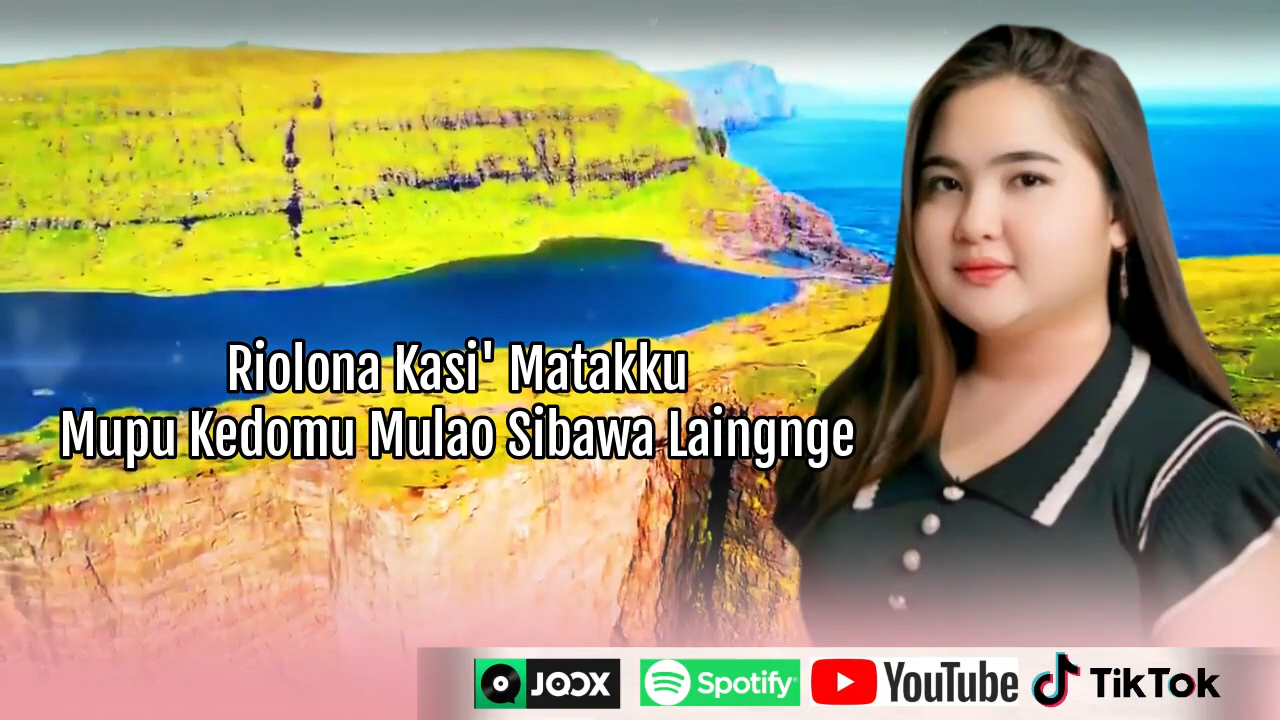 Riolona Kasi' Matakku
Mupu Kedomu Mulao Sibawa Laingnge
JOOX Spotify YouTube TikTok